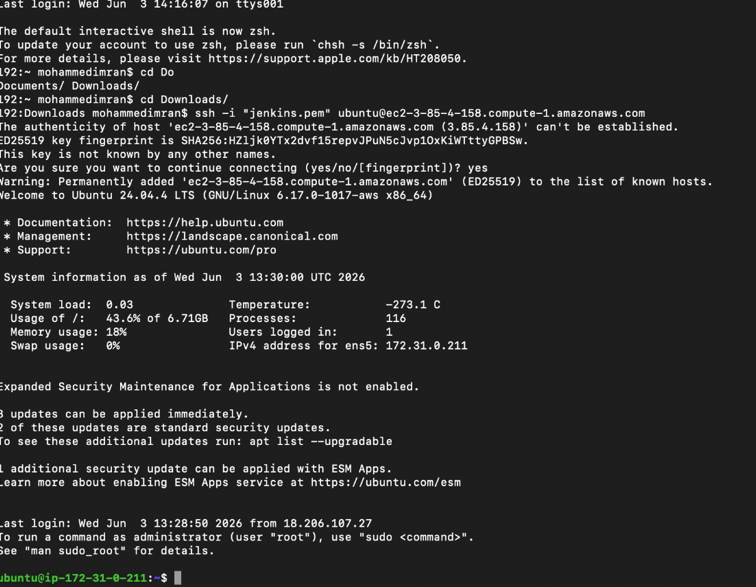 Last login: Wed Jun  3 14:16:07 on ttys001
The default interactive shell is now zsh.
To update your account to use zsh, please run `chsh -s /bin/zsh`.
For more details, please visit https://support.apple.com/kb/HT208050.
192:~ mohammedimran$ cd Do
Documents/ Downloads/
192:~ mohammedimran$ cd Downloads/
192:Downloads mohammedimran$ ssh -i "jenkins.pem" ubuntu@ec2-3-85-4-158.compute-1.amazonaws.com
The authenticity of host 'ec2-3-85-4-158.compute-1.amazonaws.com (3.85.4.158)' can't be established.
ED25519 key fingerprint is SHA256:HZljk0YTx2dvf15repvJPuN5cJvp1OxKiWTttyGPBSw.
This key is not known by any other names.
Are you sure you want to continue connecting (yes/no/[fingerprint])? yes
Warning: Permanently added 'ec2-3-85-4-158.compute-1.amazonaws.com' (ED25519) to the list of known hosts.
Welcome to Ubuntu 24.04.4 LTS (GNU/Linux 6.17.0-1017-aws x86_64)
* Documentation:  https://help.ubuntu.com
* Management:     https://landscape.canonical.com
* Support:        https://ubuntu.com/pro
System information as of Wed Jun  3 13:30:00 UTC 2026
System load:  0.03              Temperature:           -273.1 C
Usage of /:   43.6% of 6.71GB   Processes:             116
Memory usage: 18%               Users logged in:       1
Swap usage:   0%                IPv4 address for ens5: 172.31.0.211
Expanded Security Maintenance for Applications is not enabled.
3 updates can be applied immediately.
2 of these updates are standard security updates.
To see these additional updates run: apt list --upgradable
1 additional security update can be applied with ESM Apps.
Learn more about enabling ESM Apps service at https://ubuntu.com/esm
Last login: Wed Jun  3 13:28:50 2026 from 18.206.107.27
To run a command as administrator (user "root"), use "sudo <command>".
See "man sudo_root" for details.
ubuntu@ip-172-31-0-211:~$